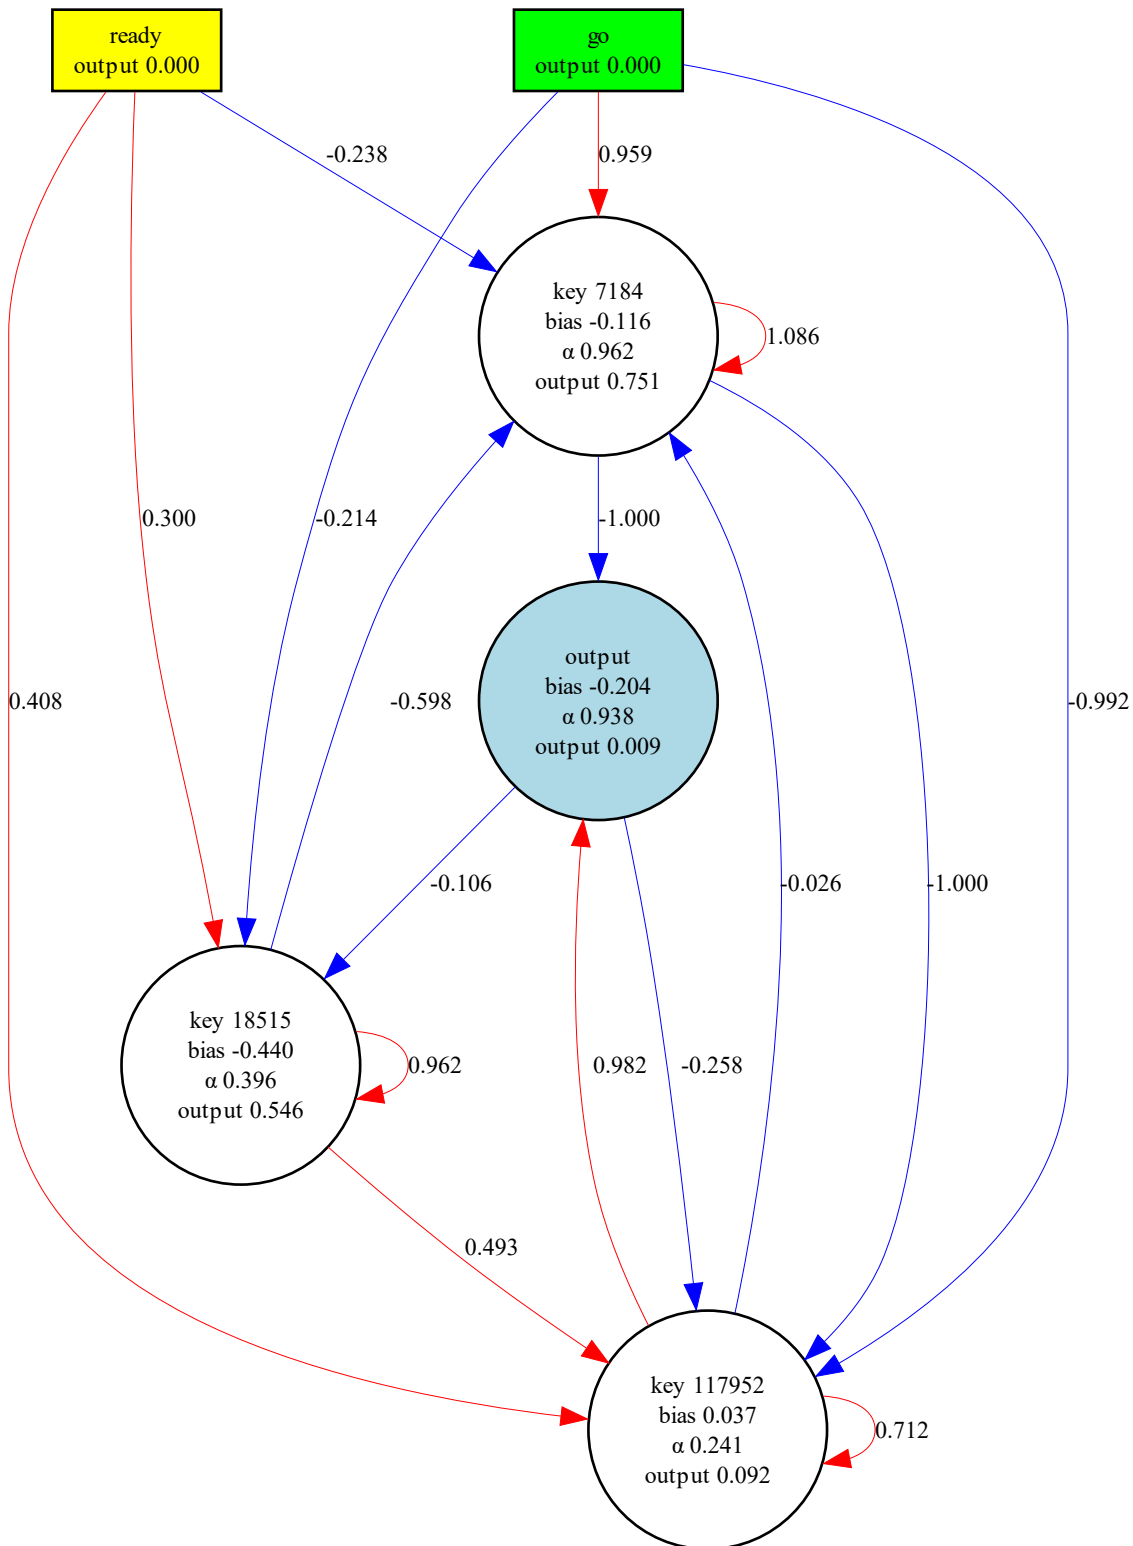 ready
output 0.000
go
output 0.000
-0.238
0.959
key 7184
bias -0.116
α 0.962
output 0.751
1.086
0.300
-0.214
-1.000
output
bias -0.204
α 0.938
output 0.009
0.408
-0.598
-0.992
-0.106
-0.026
-1.000
key 18515
bias -0.440
α 0.396
output 0.546
0.962
0.982
-0.258
0.493
key 117952
bias 0.037
α 0.241
output 0.092
0.712